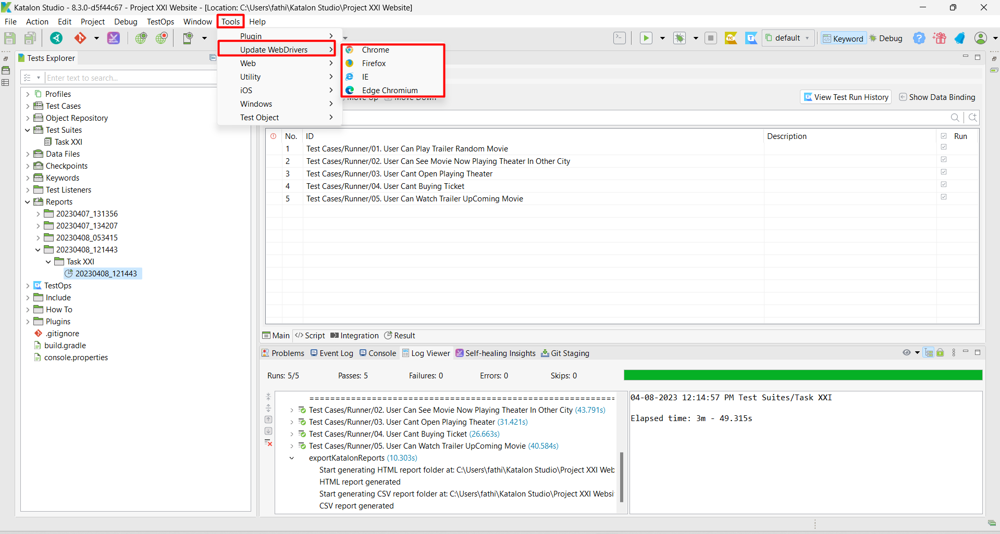 Katalon Studio - 8.3.0-d5f44c67 - Project XXI Website - [Location: C:\Users\fathi\Katalon Studio\Project XXI Website]
File Action Edit Project Debug TestOps Window Tools Help
default
Keyword
Debug
Plugin
Update WebDrivers
Web
Utility
iOS
Windows
Test Object
Chrome
Firefox
IE
Edge Chromium
Tests Explorer
Enter text to search...
Profiles
Test Cases
Object Repository
Test Suites
Task XXI
Data Files
Checkpoints
Keywords
Test Listeners
Reports
20230407_131356
20230407_134207
20230408_053415
20230408_121443
Task XXI
20230408_121443
TestOps
Include
How To
Plugins
.gitignore
build.gradle
console.properties
Move Up Move Down
View Test Run History
Show Data Binding
No. ID Description Run
1 Test Cases/Runner/01. User Can Play Trailer Random Movie
2 Test Cases/Runner/02. User Can See Movie Now Playing Theater In Other City
3 Test Cases/Runner/03. User Cant Open Playing Theater
4 Test Cases/Runner/04. User Cant Buying Ticket
5 Test Cases/Runner/05. User Can Watch Trailer UpComing Movie
Main </> Script Integration Result
Problems Event Log Console Log Viewer Self-healing Insights Git Staging
Runs: 5/5 Passes: 5 Failures: 0 Errors: 0 Skips: 0
Test Cases/Runner/02. User Can See Movie Now Playing Theater In Other City (43.791s)
Test Cases/Runner/03. User Cant Open Playing Theater (31.421s)
Test Cases/Runner/04. User Cant Buying Ticket (26.663s)
Test Cases/Runner/05. User Can Watch Trailer UpComing Movie (40.584s)
exportKatalonReports (10.303s)
Start generating HTML report folder at: C:\Users\fathi\Katalon Studio\Project XXI Web
HTML report generated
Start generating CSV report folder at: C:\Users\fathi\Katalon Studio\Project XXI Websi
CSV report generated
04-08-2023 12:14:57 PM Test Suites/Task XXI
Elapsed time: 3m - 49.315s